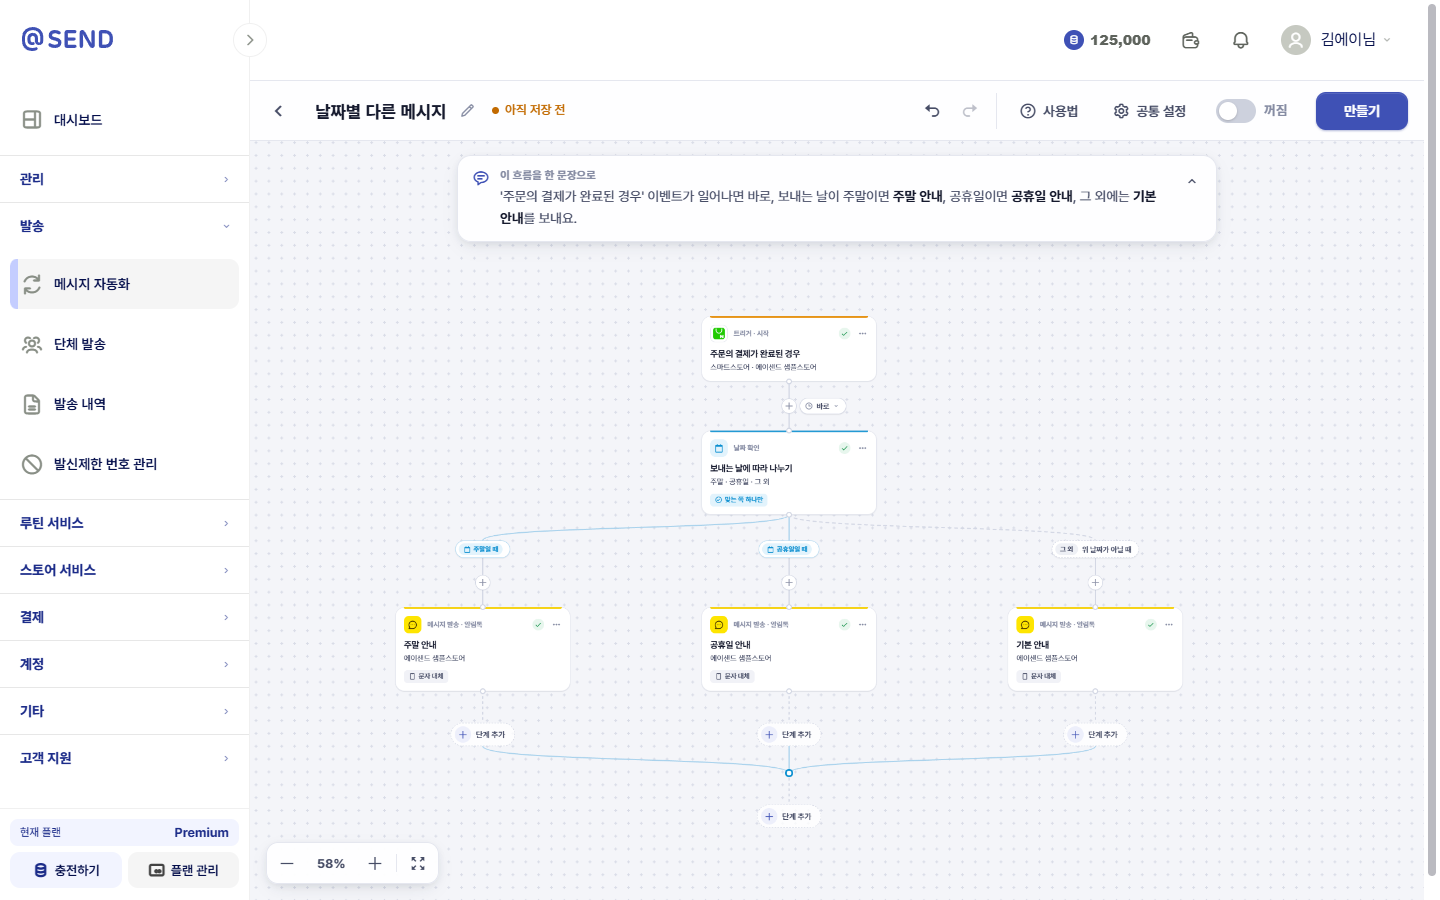 @SEND
125,000
김에이님
날짜별 다른 메시지
아직 저장 전
사용법
공통 설정
꺼짐
만들기
대시보드
관리
발송
메시지 자동화
단체 발송
발송 내역
발신제한 번호 관리
루틴 서비스
스토어 서비스
결제
계정
기타
고객 지원
현재 플랜
Premium
충전하기
플랜 관리
이 흐름을 한 문장으로
'주문의 결제가 완료된 경우' 이벤트가 일어나면 바로, 보내는 날이 주말이면 주말 안내, 공휴일이면 공휴일 안내, 그 외에는 기본
안내를 보내요.
트리거 · 시작
주문의 결제가 완료된 경우
스마트스토어 · 에이센드 샘플스토어
바로
날짜 확인
보내는 날에 따라 나누기
주말 · 공휴일 · 그 외
맞는 쪽 하나만
주말일 때
공휴일일 때
그 외 위 날짜가 아닐 때
메시지 발송 · 알림톡
주말 안내
에이센드 샘플스토어
문자 대체
메시지 발송 · 알림톡
공휴일 안내
에이센드 샘플스토어
문자 대체
메시지 발송 · 알림톡
기본 안내
에이센드 샘플스토어
문자 대체
단계 추가
단계 추가
단계 추가
단계 추가
58%